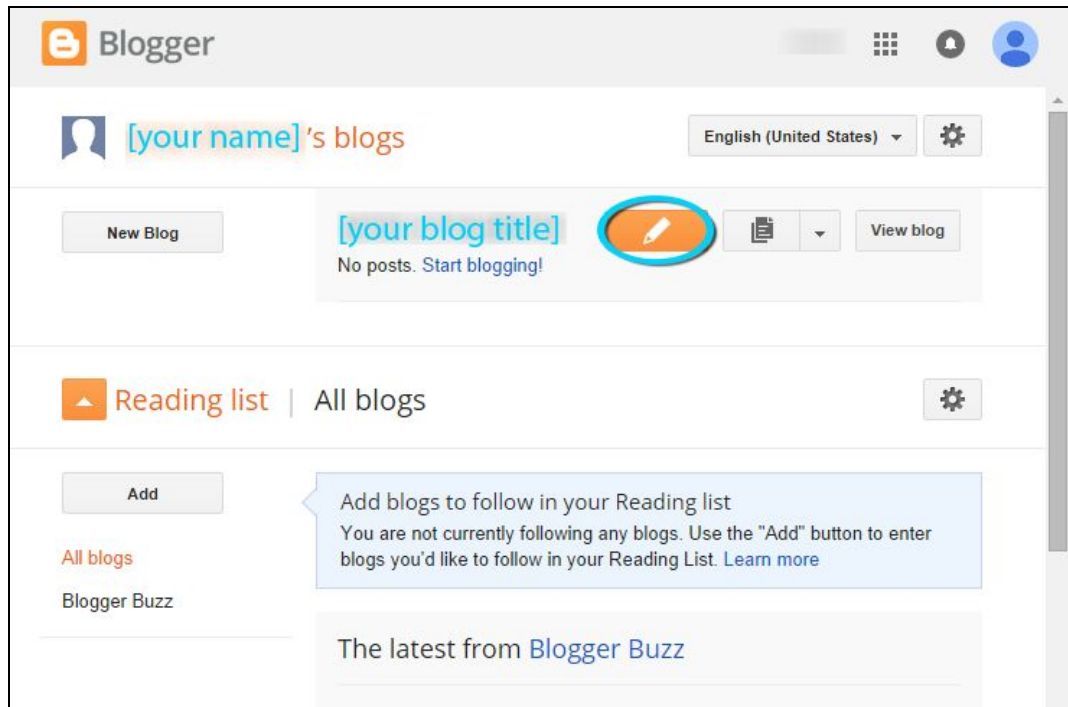 Blogger
[your name]'s blogs
English (United States)
New Blog
[your blog title]
View blog
No posts. Start blogging!
Reading list | All blogs
Add
Add blogs to follow in your Reading list
You are not currently following any blogs. Use the "Add" button to enter
blogs you'd like to follow in your Reading List. Learn more
All blogs
Blogger Buzz
The latest from Blogger Buzz